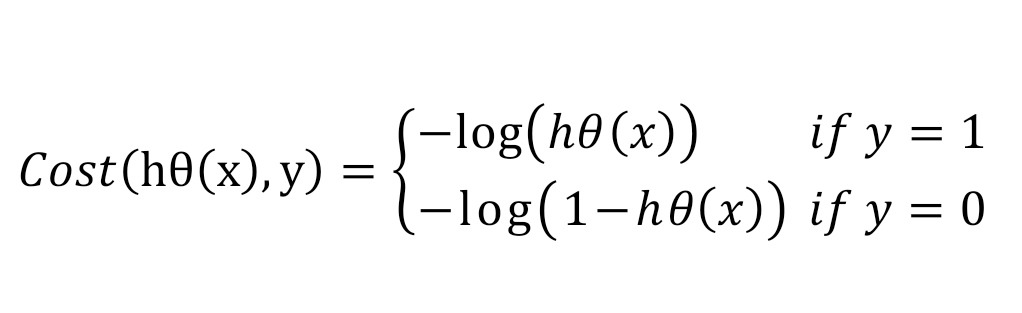 Cost(hθ(x), y) = { −log(hθ(x)) if y = 1
−log(1−hθ(x)) if y = 0